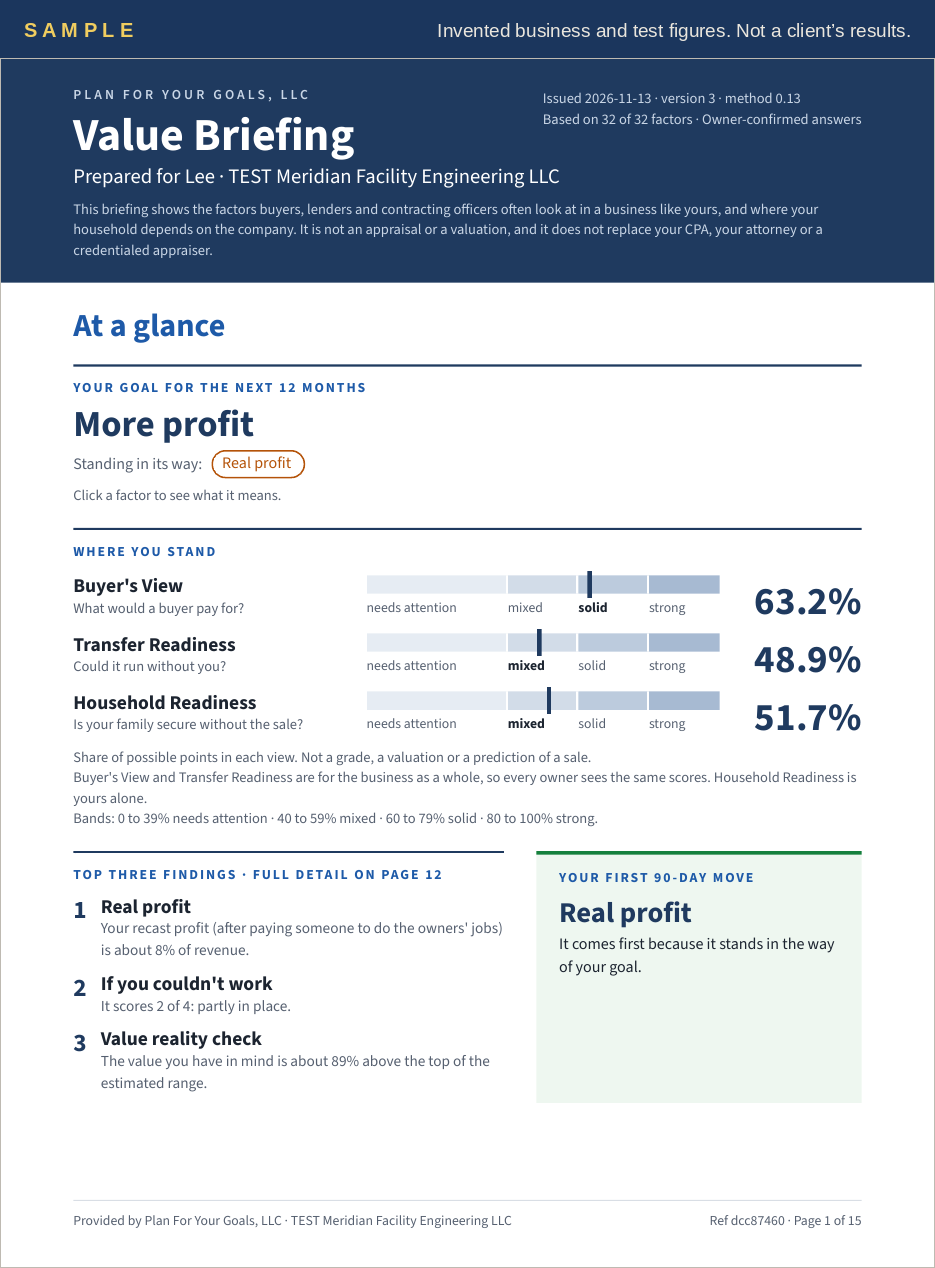 SAMPLE
Invented business and test figures. Not a client’s results.
PLAN FOR YOUR GOALS, LLC
Issued 2026-11-13 · version 3 · method 0.13
Based on 32 of 32 factors · Owner-confirmed answers
Value Briefing
Prepared for Lee · TEST Meridian Facility Engineering LLC
This briefing shows the factors buyers, lenders and contracting officers often look at in a business like yours, and where your
household depends on the company. It is not an appraisal or a valuation, and it does not replace your CPA, your attorney or a
credentialed appraiser.
At a glance
YOUR GOAL FOR THE NEXT 12 MONTHS
More profit
Standing in its way: Real profit
Click a factor to see what it means.
WHERE YOU STAND
Buyer's View
What would a buyer pay for?
needs attention mixed solid strong
63.2%
Transfer Readiness
Could it run without you?
needs attention mixed solid strong
48.9%
Household Readiness
Is your family secure without the sale?
needs attention mixed solid strong
51.7%
Share of possible points in each view. Not a grade, a valuation or a prediction of a sale.
Buyer's View and Transfer Readiness are for the business as a whole, so every owner sees the same scores. Household Readiness is
yours alone.
Bands: 0 to 39% needs attention · 40 to 59% mixed · 60 to 79% solid · 80 to 100% strong.
TOP THREE FINDINGS · FULL DETAIL ON PAGE 12
1 Real profit
Your recast profit (after paying someone to do the owners' jobs)
is about 8% of revenue.
2 If you couldn't work
It scores 2 of 4: partly in place.
3 Value reality check
The value you have in mind is about 89% above the top of the
estimated range.
YOUR FIRST 90-DAY MOVE
Real profit
It comes first because it stands in the way
of your goal.
Provided by Plan For Your Goals, LLC · TEST Meridian Facility Engineering LLC
Ref dcc87460 · Page 1 of 15